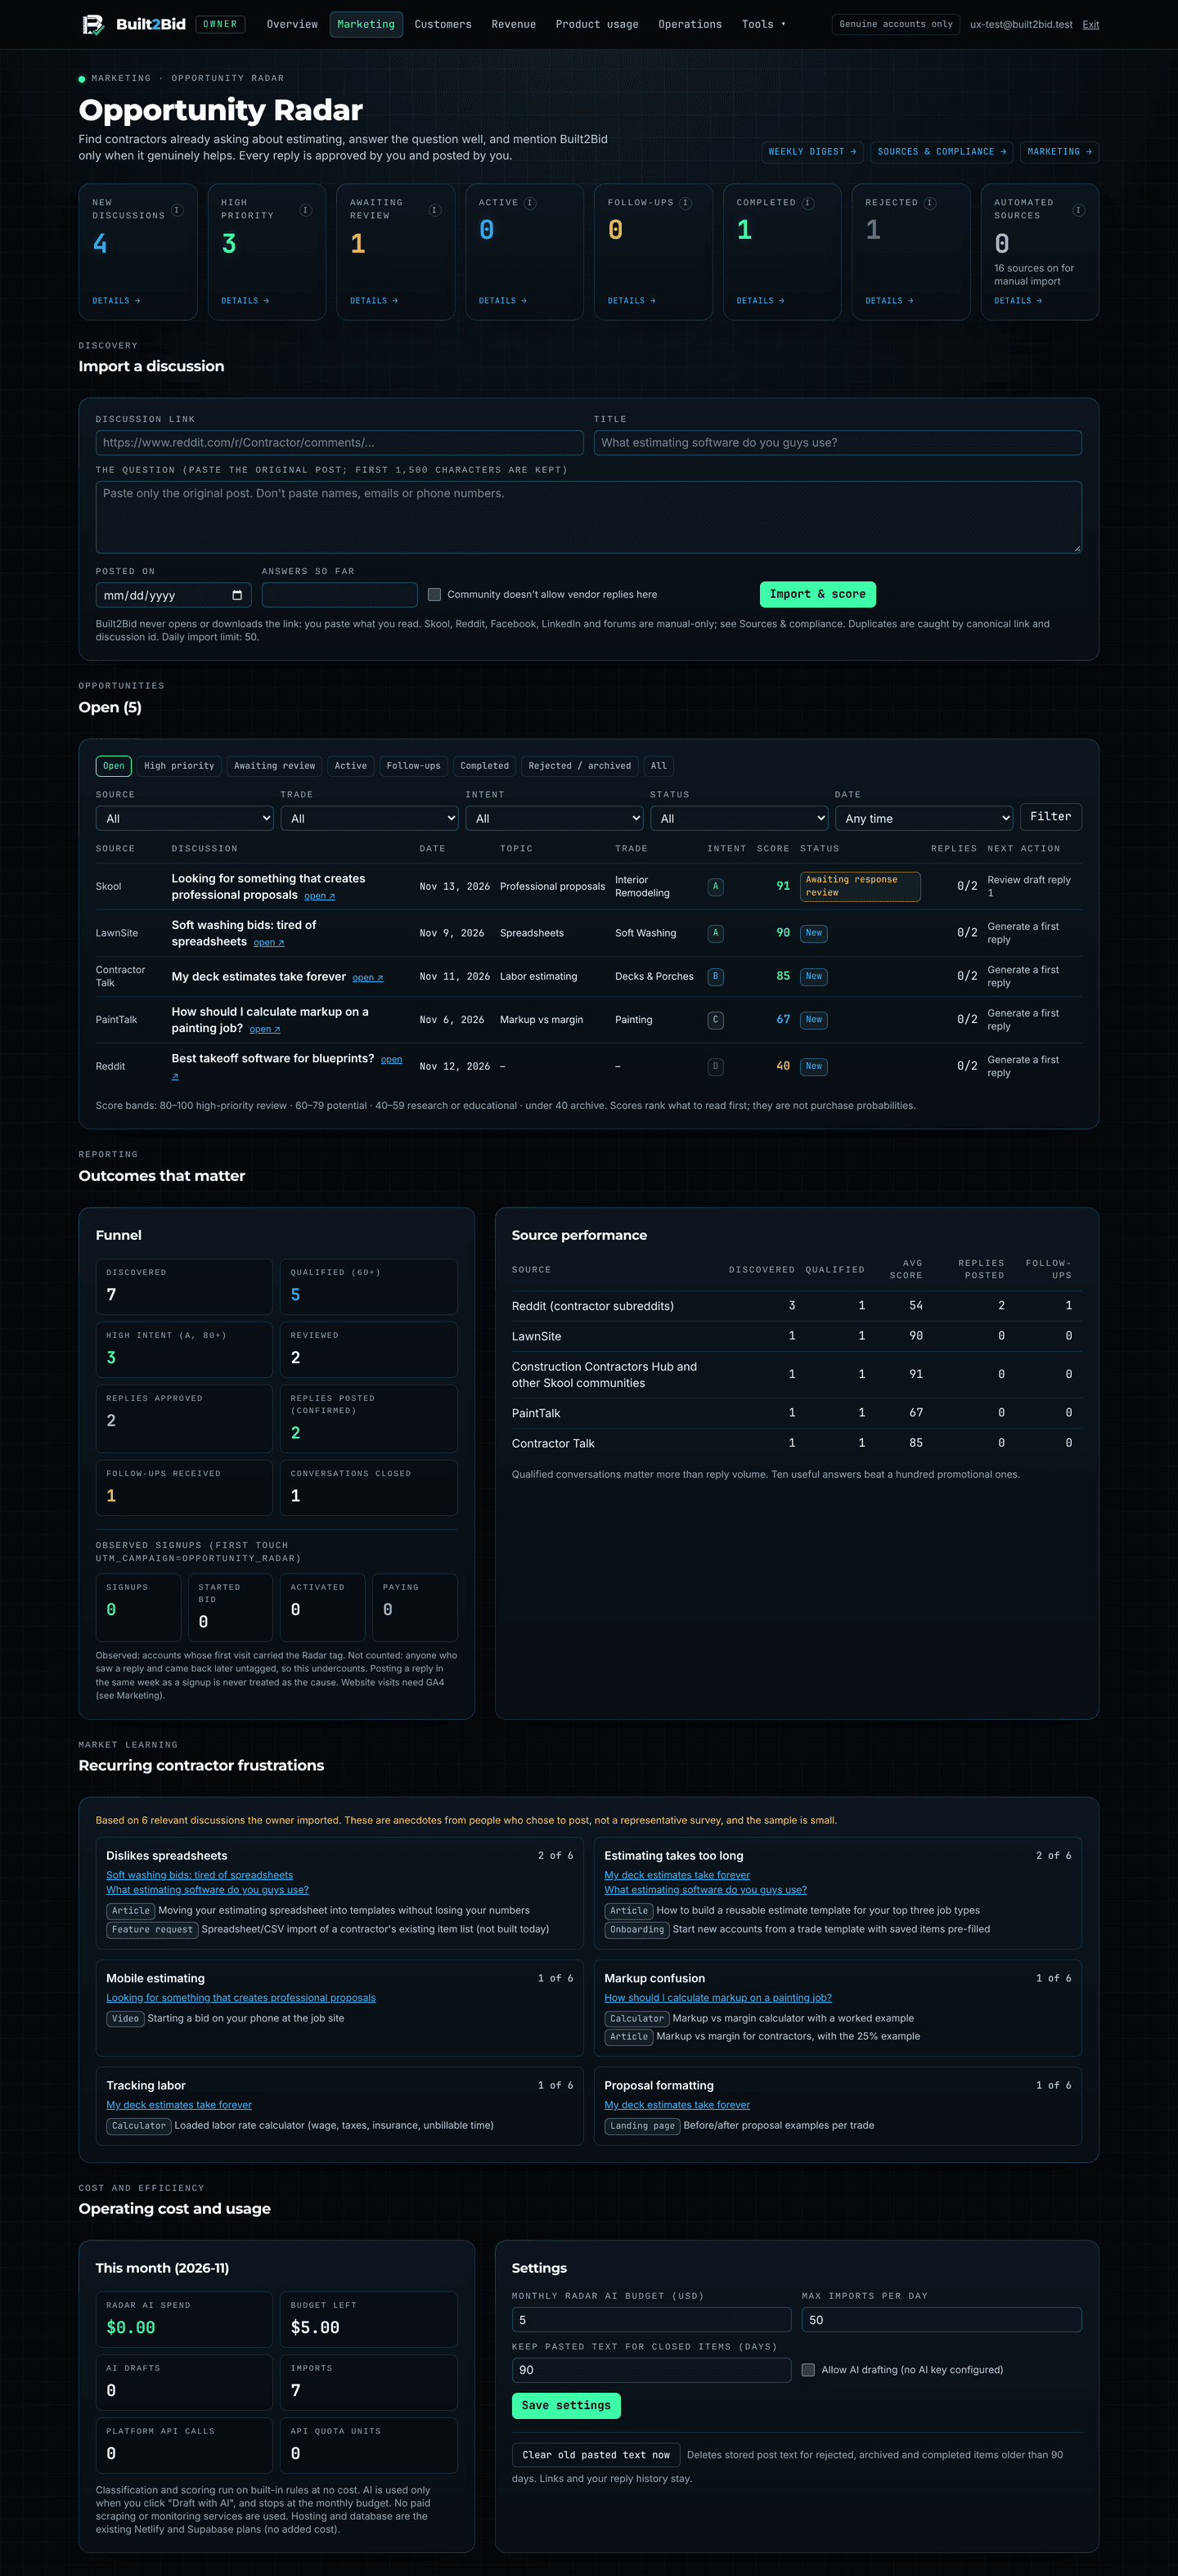 Built2Bid OWNER Overview Marketing Customers Revenue Product usage Operations Tools ▾ Genuine accounts only ux-test@built2bid.test Exit
MARKETING · OPPORTUNITY RADAR
Opportunity Radar
Find contractors already asking about estimating, answer the question well, and mention Built2Bid
only when it genuinely helps. Every reply is approved by you and posted by you.
WEEKLY DIGEST → SOURCES & COMPLIANCE → MARKETING →
NEW DISCUSSIONS I
4
DETAILS →
HIGH PRIORITY I
3
DETAILS →
AWAITING REVIEW I
1
DETAILS →
ACTIVE I
0
DETAILS →
FOLLOW-UPS I
0
DETAILS →
COMPLETED I
1
DETAILS →
REJECTED I
1
DETAILS →
AUTOMATED SOURCES I
0
16 sources on for
manual import
DETAILS →
DISCOVERY
Import a discussion
DISCUSSION LINK TITLE
https://www.reddit.com/r/Contractor/comments/... What estimating software do you guys use?
THE QUESTION (PASTE THE ORIGINAL POST; FIRST 1,500 CHARACTERS ARE KEPT)
Paste only the original post. Don't paste names, emails or phone numbers.
POSTED ON ANSWERS SO FAR
mm/dd/yyyy Community doesn't allow vendor replies here Import & score
Built2Bid never opens or downloads the link: you paste what you read. Skool, Reddit, Facebook, LinkedIn and forums are manual-only; see Sources & compliance. Duplicates are caught by canonical link and
discussion id. Daily import limit: 50.
OPPORTUNITIES
Open (5)
Open High priority Awaiting review Active Follow-ups Completed Rejected / archived All
SOURCE TRADE INTENT STATUS DATE
All All All All Any time Filter
SOURCE DISCUSSION DATE TOPIC TRADE INTENT SCORE STATUS REPLIES NEXT ACTION
Skool Looking for something that creates professional proposals open ↗ Nov 13, 2026 Professional proposals Interior Remodeling A 91 Awaiting response review 0/2 Review draft reply 1
LawnSite Soft washing bids: tired of spreadsheets open ↗ Nov 9, 2026 Spreadsheets Soft Washing A 90 New 0/2 Generate a first reply
Contractor Talk My deck estimates take forever open ↗ Nov 11, 2026 Labor estimating Decks & Porches B 85 New 0/2 Generate a first reply
PaintTalk How should I calculate markup on a painting job? open ↗ Nov 6, 2026 Markup vs margin Painting C 67 New 0/2 Generate a first reply
Reddit Best takeoff software for blueprints? open ↗ Nov 12, 2026 — — D 40 New 0/2 Generate a first reply
Score bands: 80–100 high-priority review · 60–79 potential · 40–59 research or educational · under 40 archive. Scores rank what to read first; they are not purchase probabilities.
REPORTING
Outcomes that matter
Funnel
DISCOVERED
7
QUALIFIED (60+)
5
HIGH INTENT (A, 80+)
3
REVIEWED
2
REPLIES APPROVED
2
REPLIES POSTED
(CONFIRMED)
2
FOLLOW-UPS RECEIVED
1
CONVERSATIONS CLOSED
1
OBSERVED SIGNUPS (FIRST TOUCH
UTM_CAMPAIGN=OPPORTUNITY_RADAR)
SIGNUPS
0
STARTED
BID
0
ACTIVATED
0
PAYING
0
Observed: accounts whose first visit carried the Radar tag. Not counted: anyone who
saw a reply and came back later untagged, so this undercounts. Posting a reply in
the same week as a signup is never treated as the cause. Website visits need GA4
(see Marketing).
Source performance
SOURCE DISCOVERED QUALIFIED AVG SCORE REPLIES POSTED FOLLOW-UPS
Reddit (contractor subreddits) 3 1 54 2 1
LawnSite 1 1 90 0 0
Construction Contractors Hub and other Skool communities 1 1 91 0 0
PaintTalk 1 1 67 0 0
Contractor Talk 1 1 85 0 0
Qualified conversations matter more than reply volume. Ten useful answers beat a hundred promotional ones.
MARKET LEARNING
Recurring contractor frustrations
Based on 6 relevant discussions the owner imported. These are anecdotes from people who chose to post, not a representative survey, and the sample is small.
Dislikes spreadsheets 2 of 6
Soft washing bids: tired of spreadsheets
What estimating software do you guys use?
Article Moving your estimating spreadsheet into templates without losing your numbers
Feature request Spreadsheet/CSV import of a contractor's existing item list (not built today)
Estimating takes too long 2 of 6
My deck estimates take forever
What estimating software do you guys use?
Article How to build a reusable estimate template for your top three job types
Onboarding Start new accounts from a trade template with saved items pre-filled
Mobile estimating 1 of 6
Looking for something that creates professional proposals
Video Starting a bid on your phone at the job site
Markup confusion 1 of 6
How should I calculate markup on a painting job?
Calculator Markup vs margin calculator with a worked example
Article Markup vs margin for contractors, with the 25% example
Tracking labor 1 of 6
My deck estimates take forever
Calculator Loaded labor rate calculator (wage, taxes, insurance, unbillable time)
Proposal formatting 1 of 6
My deck estimates take forever
Landing page Before/after proposal examples per trade
COST AND EFFICIENCY
Operating cost and usage
This month (2026-11)
RADAR AI SPEND
$0.00
BUDGET LEFT
$5.00
AI DRAFTS
0
IMPORTS
7
PLATFORM API CALLS
0
API QUOTA UNITS
0
Classification and scoring run on built-in rules at no cost. AI is used only
when you click "Draft with AI", and stops at the monthly budget. No paid
scraping or monitoring services are used. Hosting and database are the
existing Netlify and Supabase plans (no added cost).
Settings
MONTHLY RADAR AI BUDGET (USD) MAX IMPORTS PER DAY
5 50
KEEP PASTED TEXT FOR CLOSED ITEMS (DAYS)
90 Allow AI drafting (no AI key configured)
Save settings
Clear old pasted text now Deletes stored post text for rejected, archived and completed items older than 90
days. Links and your reply history stay.